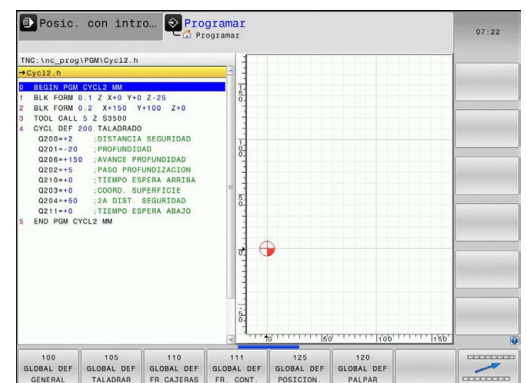 Posic. con intro... Programar
Programar
07:22
TNC:\nc_prog\PGM\Cycl2.h
→Cycl2.h
0 BEGIN PGM CYCL2 MM
1 BLK FORM 0.1 Z X+0 Y+0 Z-25
2 BLK FORM 0.2 X+150 Y+100 Z+0
3 TOOL CALL 5 Z S3500
4 CYCL DEF 200 TALADRADO
Q200=+2 ;DISTANCIA SEGURIDAD
Q201=-20 ;PROFUNDIDAD
Q206=+150 ;AVANCE PROFUNDIDAD
Q202=+5 ;PASO PROFUNDIZACION
Q210=+0 ;TIEMPO ESPERA ARRIBA
Q203=+0 ;COORD. SUPERFICIE
Q204=+50 ;2A DIST. SEGURIDAD
Q211=+0 ;TIEMPO ESPERA ABAJO
5 END PGM CYCL2 MM
150
100
50
0
-50
0 50 100 150
100 105 110 111 125 120
GLOBAL DEF GLOBAL DEF GLOBAL DEF GLOBAL DEF GLOBAL DEF GLOBAL DEF
GENERAL TALADRAR FR.CAJERAS FR. CONT. POSICION. PALPAR